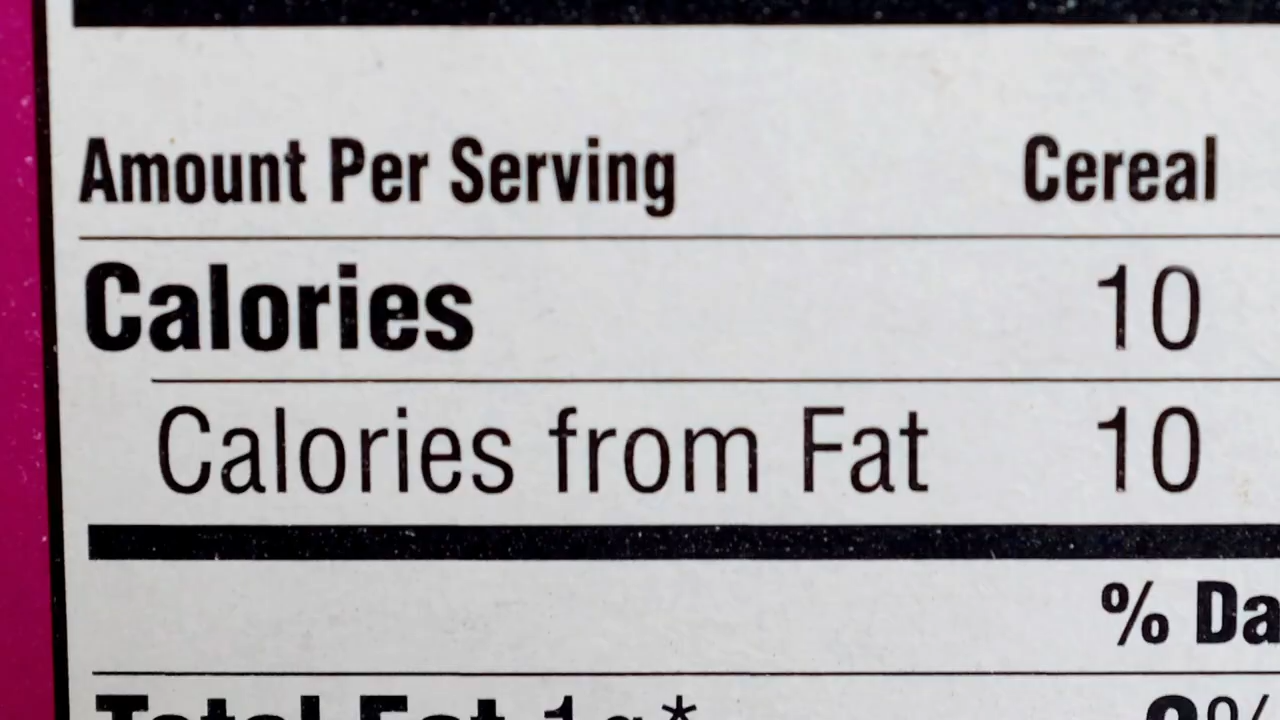 Amount Per Serving Cereal
Calories 10
Calories from Fat 10
% Da
Total Fat 1g*